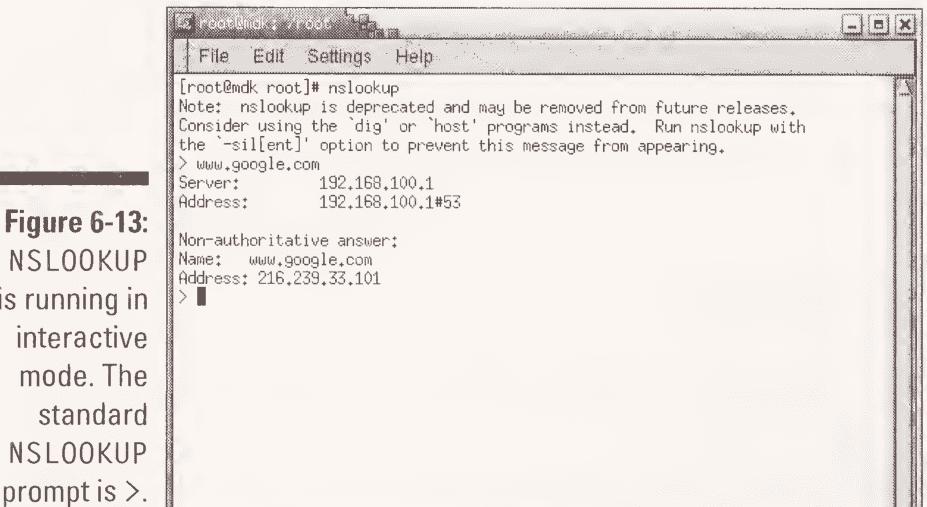 root@mdk: /root
File Edit Settings Help
[root@mdk root]# nslookup
Note: nslookup is deprecated and may be removed from future releases.
Consider using the `dig' or `host' programs instead. Run nslookup with
the `-sil[ent]' option to prevent this message from appearing.
> www.google.com
Server: 192.168.100.1
Address: 192.168.100.1#53
Non-authoritative answer:
Name: www.google.com
Address: 216.239.33.101
>
Figure 6-13:
NSLOOKUP
is running in
interactive
mode. The
standard
NSLOOKUP
prompt is >.